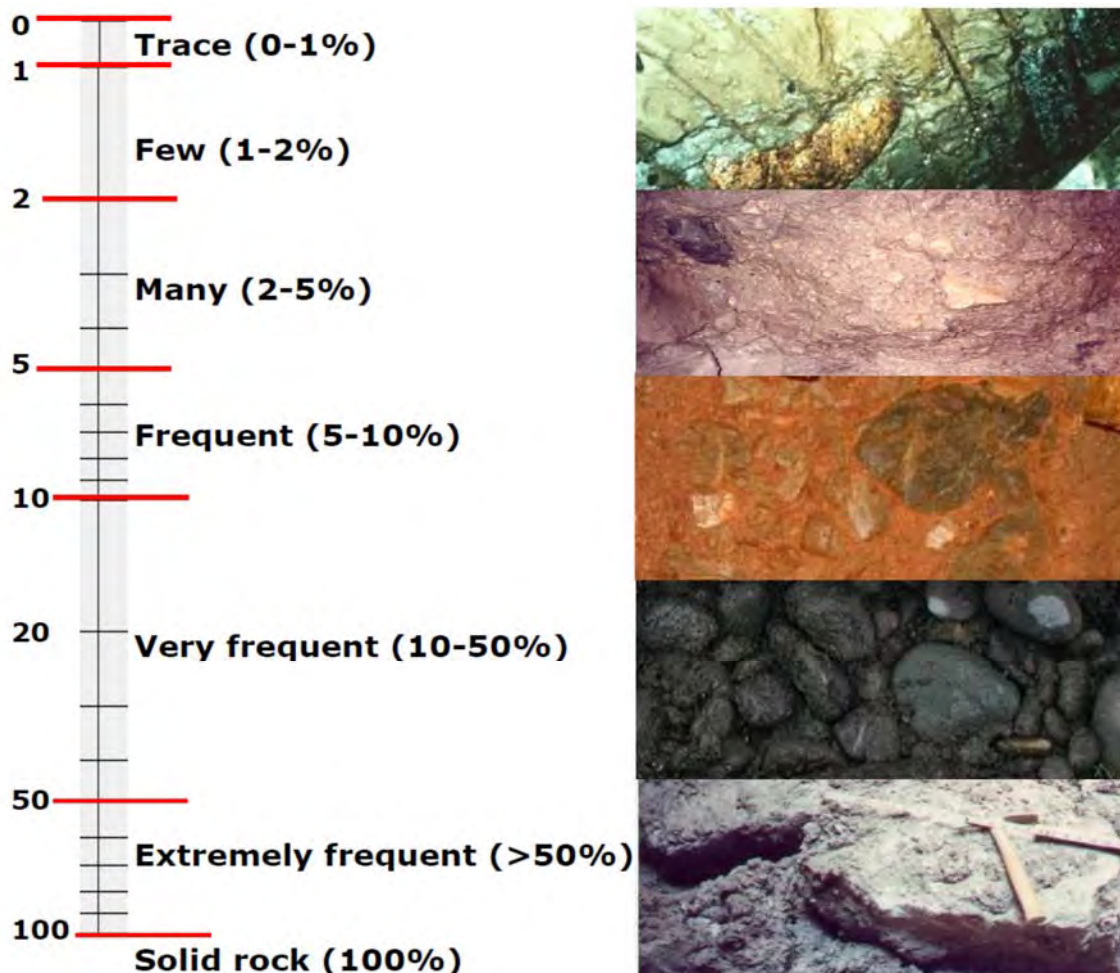 0
Trace (0-1%)
1
Few (1-2%)
2
Many (2-5%)
5
Frequent (5-10%)
10
20
Very frequent (10-50%)
50
Extremely frequent (>50%)
100
Solid rock (100%)